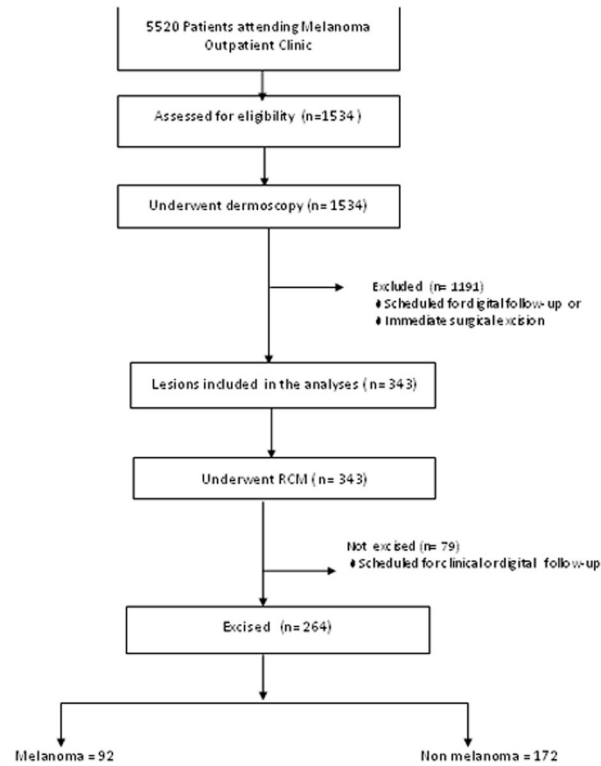 5520 Patients attending Melanoma
Outpatient Clinic
Assessed for eligibility (n=1534)
Underwent dermoscopy (n=1534)
Excluded (n= 1191)
♦ Scheduled for digital follow-up or
♦ Immediate surgical excision
Lesions included in the analyses (n=343)
Underwent RCM (n= 343)
Not excised (n= 79)
♦ Scheduled for clinical or digital follow-up
Excised (n=264)
Melanoma = 92
Non melanoma = 172